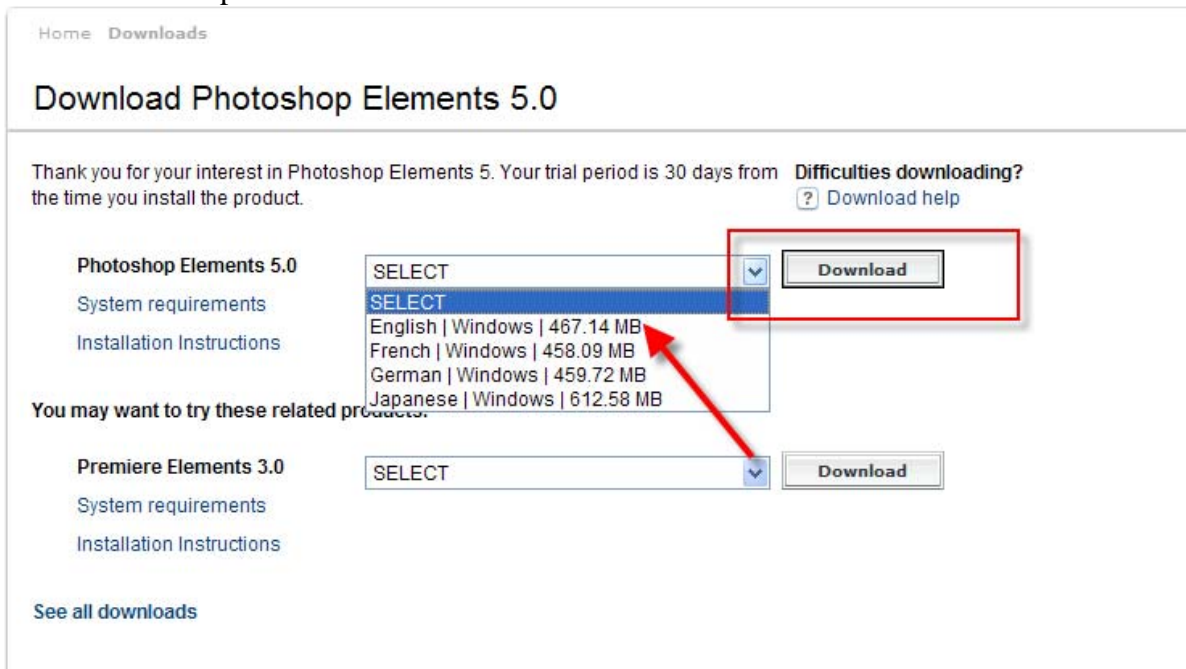 Home Downloads
Download Photoshop Elements 5.0
Thank you for your interest in Photoshop Elements 5. Your trial period is 30 days from
the time you install the product.
Difficulties downloading?
? Download help
Photoshop Elements 5.0
SELECT
Download
System requirements
Installation Instructions
SELECT
English | Windows | 467.14 MB
French | Windows | 458.09 MB
German | Windows | 459.72 MB
Japanese | Windows | 612.58 MB
You may want to try these related products:
Premiere Elements 3.0
SELECT
Download
System requirements
Installation Instructions
See all downloads